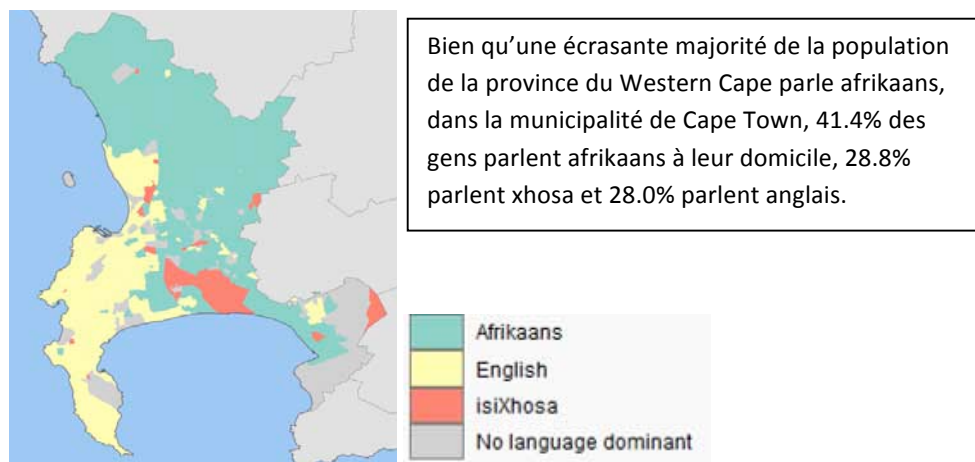 Bien qu’une écrasante majorité de la population
de la province du Western Cape parle afrikaans,
dans la municipalité de Cape Town, 41.4% des
gens parlent afrikaans à leur domicile, 28.8%
parlent xhosa et 28.0% parlent anglais.
Afrikaans
English
isiXhosa
No language dominant